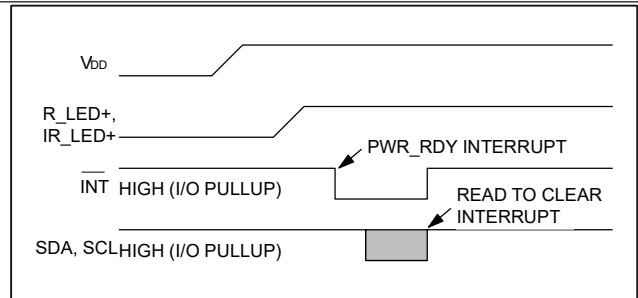 VDD
R_LED+,
IR_LED+
PWR_RDY INTERRUPT
INT HIGH (I/O PULLUP)
READ TO CLEAR
INTERRUPT
SDA, SCL HIGH (I/O PULLUP)